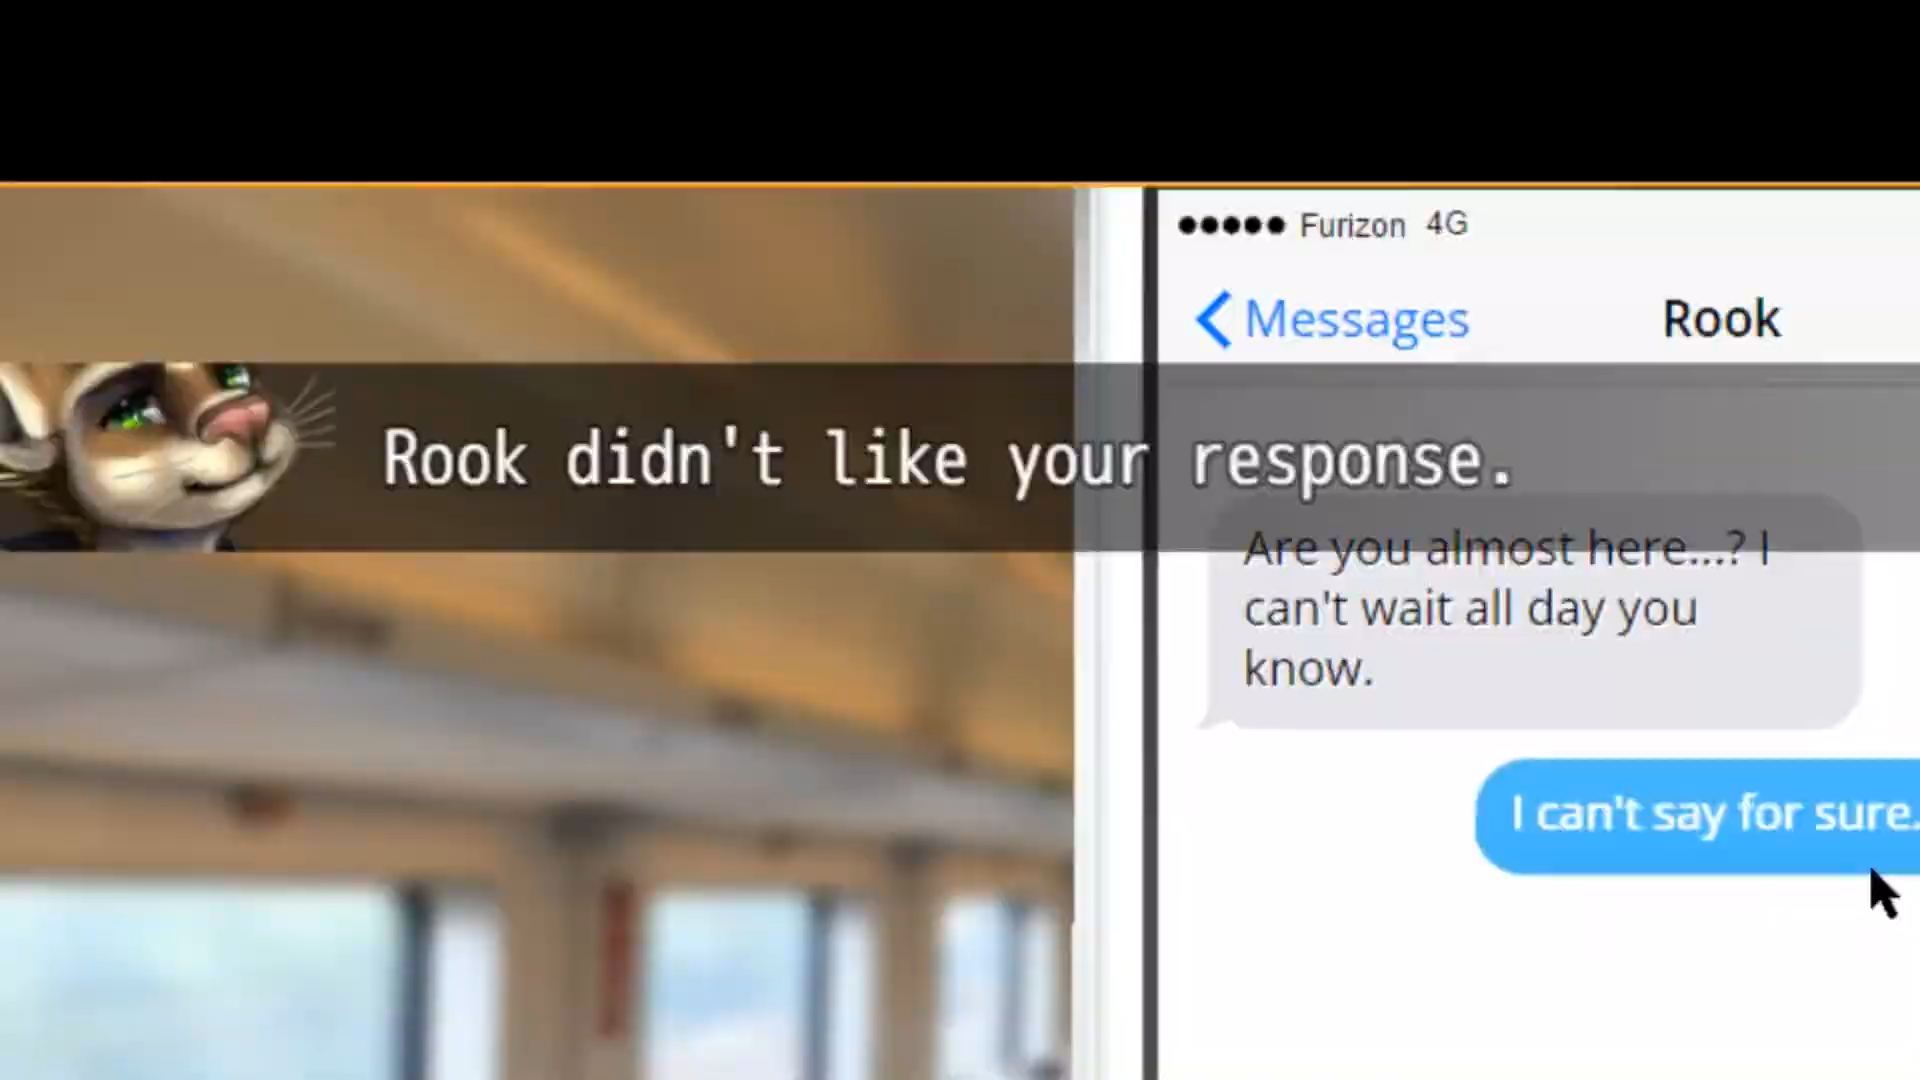 Furizon 4G
Messages
Rook
Rook didn't like your response.
Are you almost here...? I
can't wait all day you
know.
I can't say for sure.